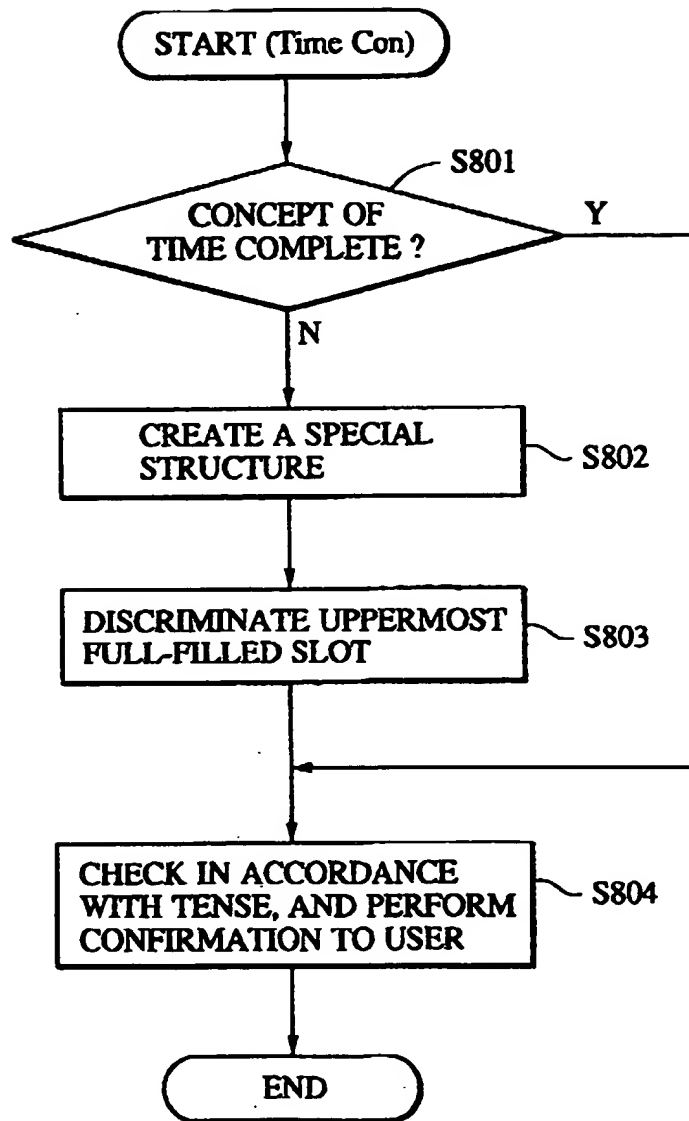 START (Time Con)
S801
CONCEPT OF
TIME COMPLETE ?
Y
N
CREATE A SPECIAL
STRUCTURE
S802
DISCRIMINATE UPPERMOST
FULL-FILLED SLOT
S803
CHECK IN ACCORDANCE
WITH TENSE, AND PERFORM
CONFIRMATION TO USER
S804
END